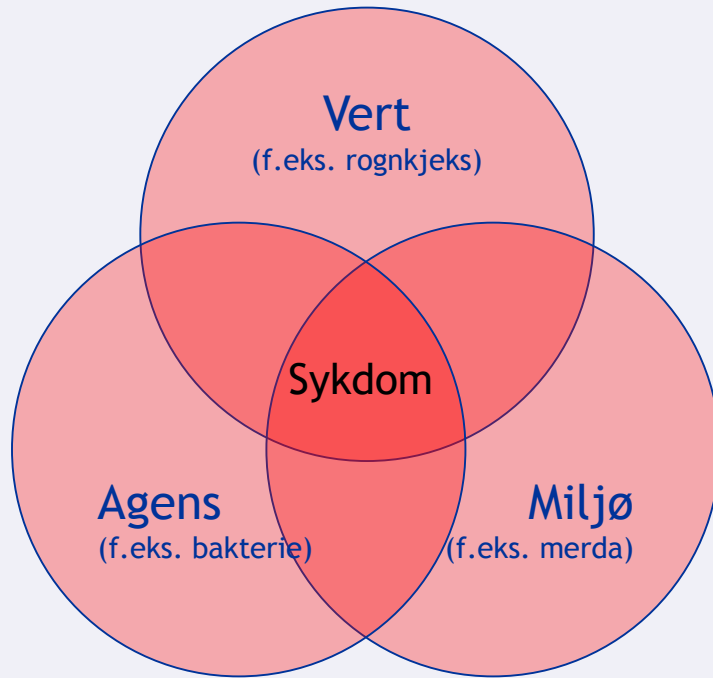 Vert
(f.eks. rognkjeks)
Sykdom
Agens
(f.eks. bakterie)
Miljø
(f.eks. merda)